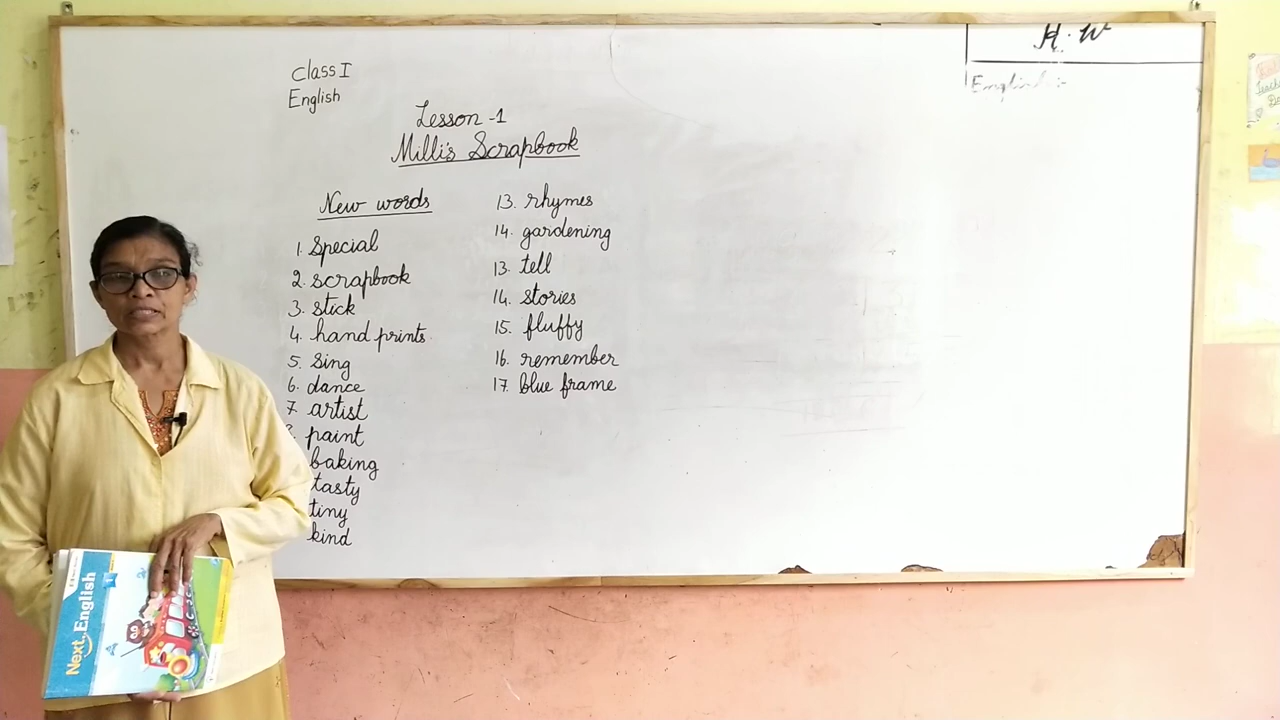 Class I
English
Lesson -1
Milli's Scrapbook
New words
1. Special
2. scrapbook
3. stick
4. hand prints
5. Sing
6. dance
7. artist
paint
baking
tasty
tiny
kind
13. rhymes
14. gardening
13. tell
14. stories
15. fluffy
16. remember
17. blue frame
H.W
English :-
Next English